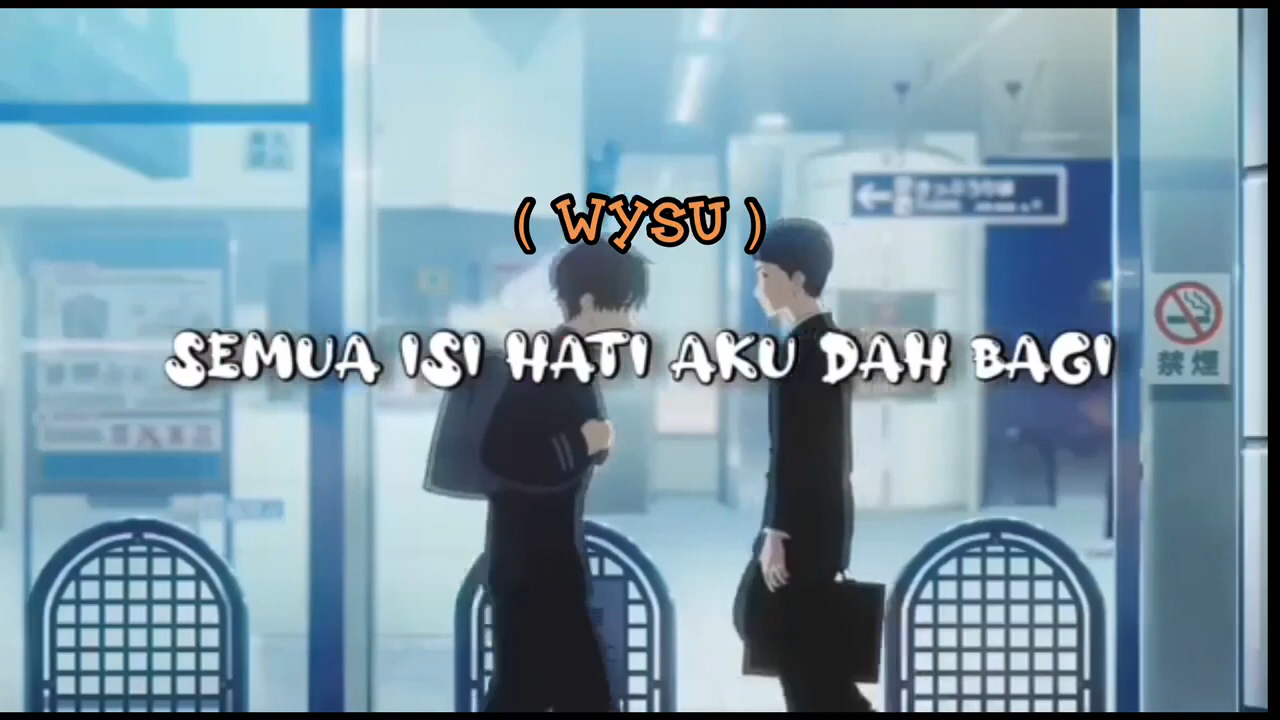 ( WYSU )
SEMUA ISI HATI AKU DAH BAGI
禁煙